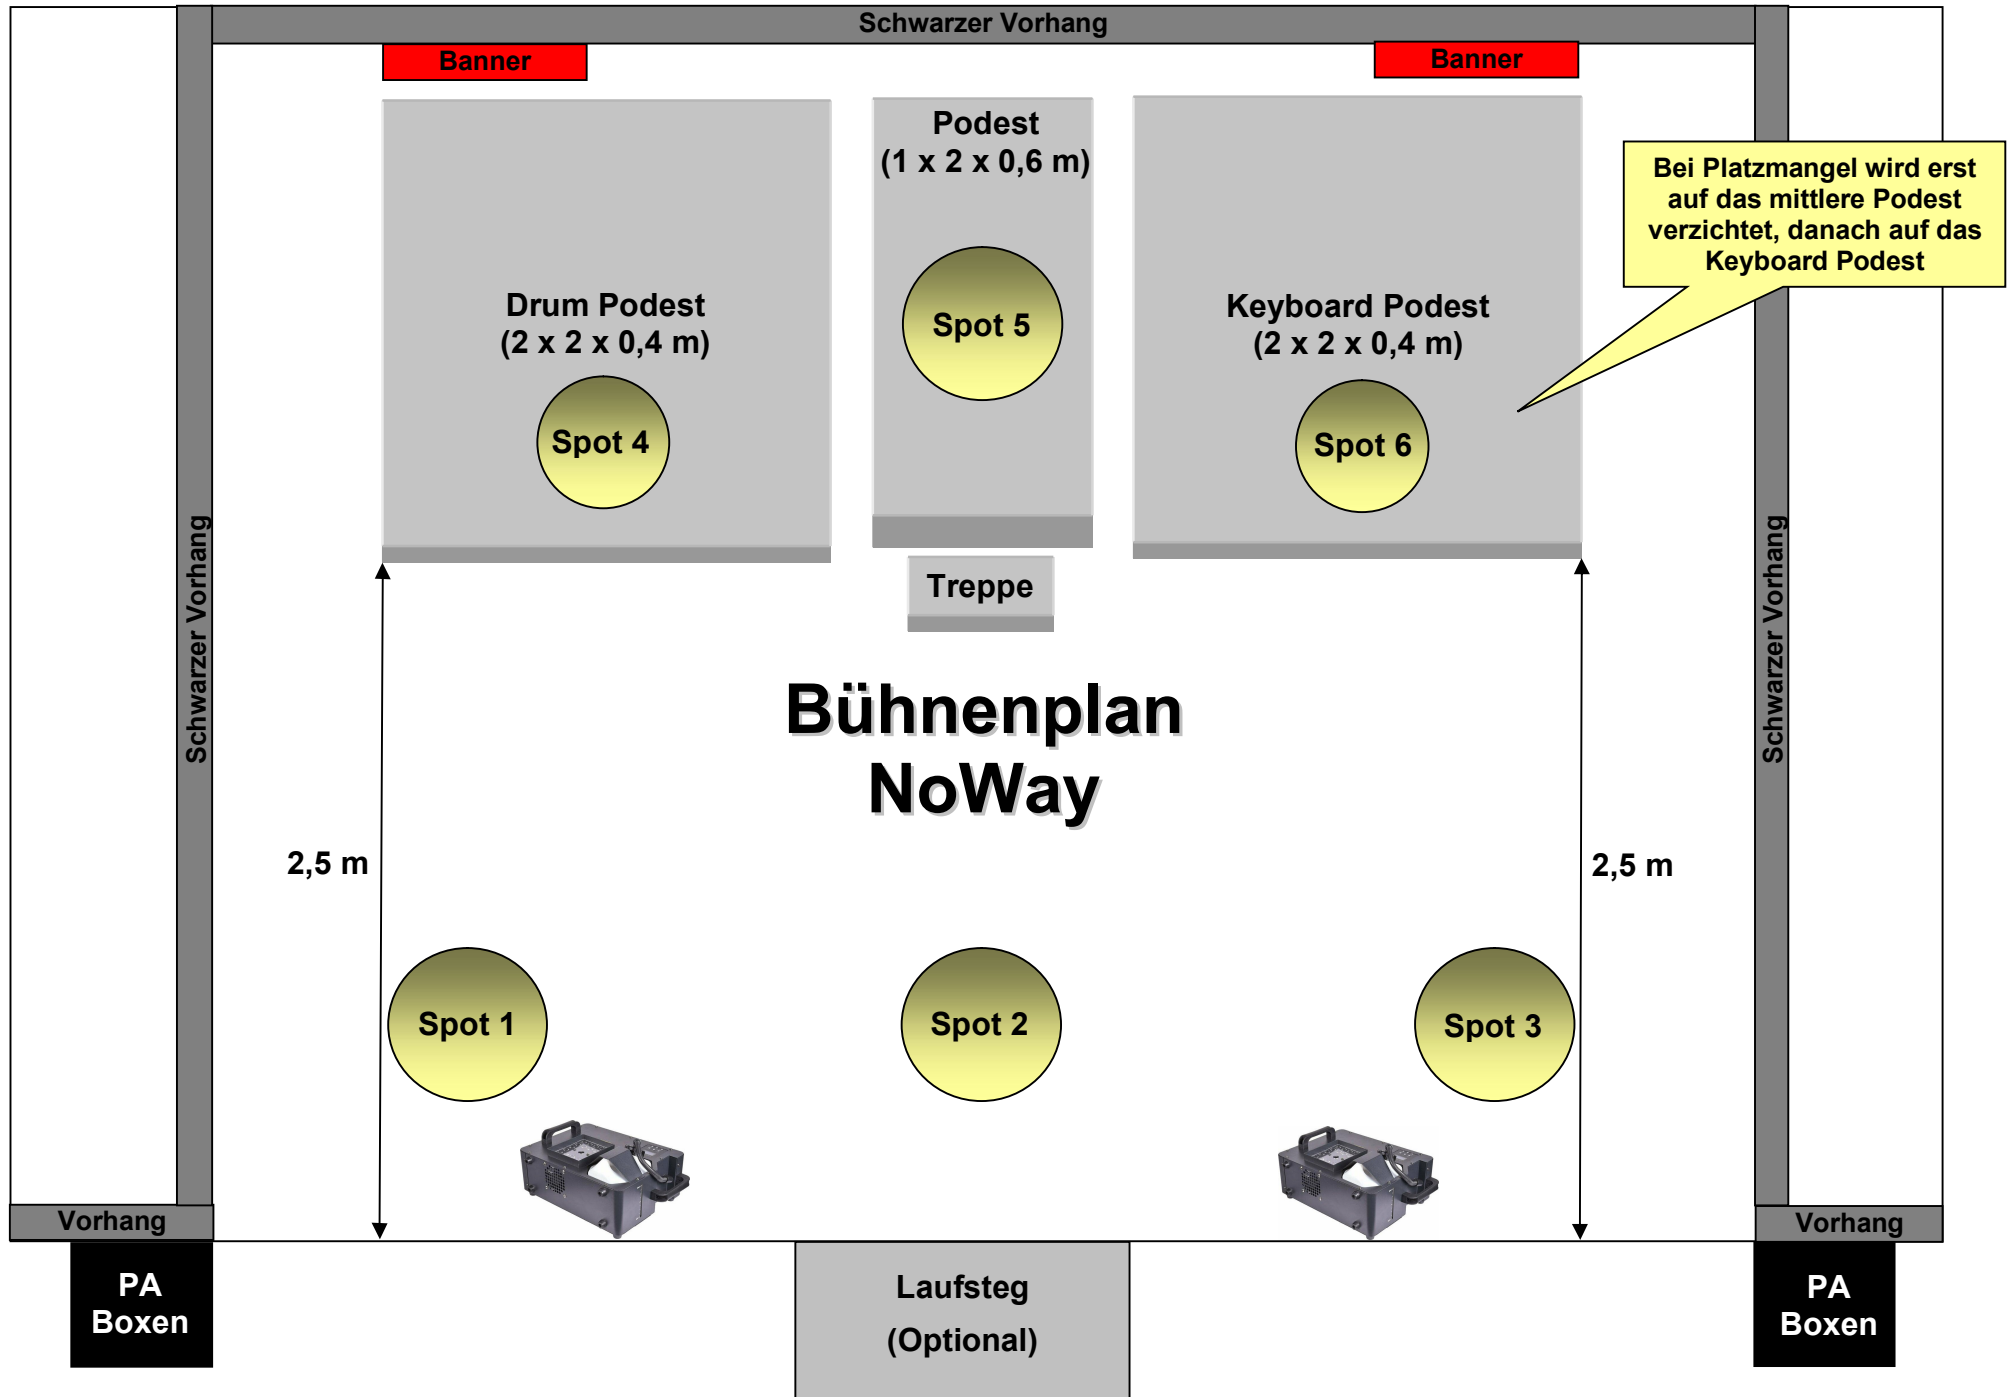 Schwarzer Vorhang
Banner
Banner
Podest
(1 x 2 x 0,6 m)
Bei Platzmangel wird erst
auf das mittlere Podest
verzichtet, danach auf das
Keyboard Podest
Drum Podest
(2 x 2 x 0,4 m)
Spot 5
Keyboard Podest
(2 x 2 x 0,4 m)
Spot 4
Spot 6
Schwarzer Vorhang
Schwarzer Vorhang
Treppe
Bühnenplan
NoWay
2,5 m
2,5 m
Spot 1
Spot 2
Spot 3
Vorhang
Vorhang
PA
Boxen
Laufsteg
(Optional)
PA
Boxen